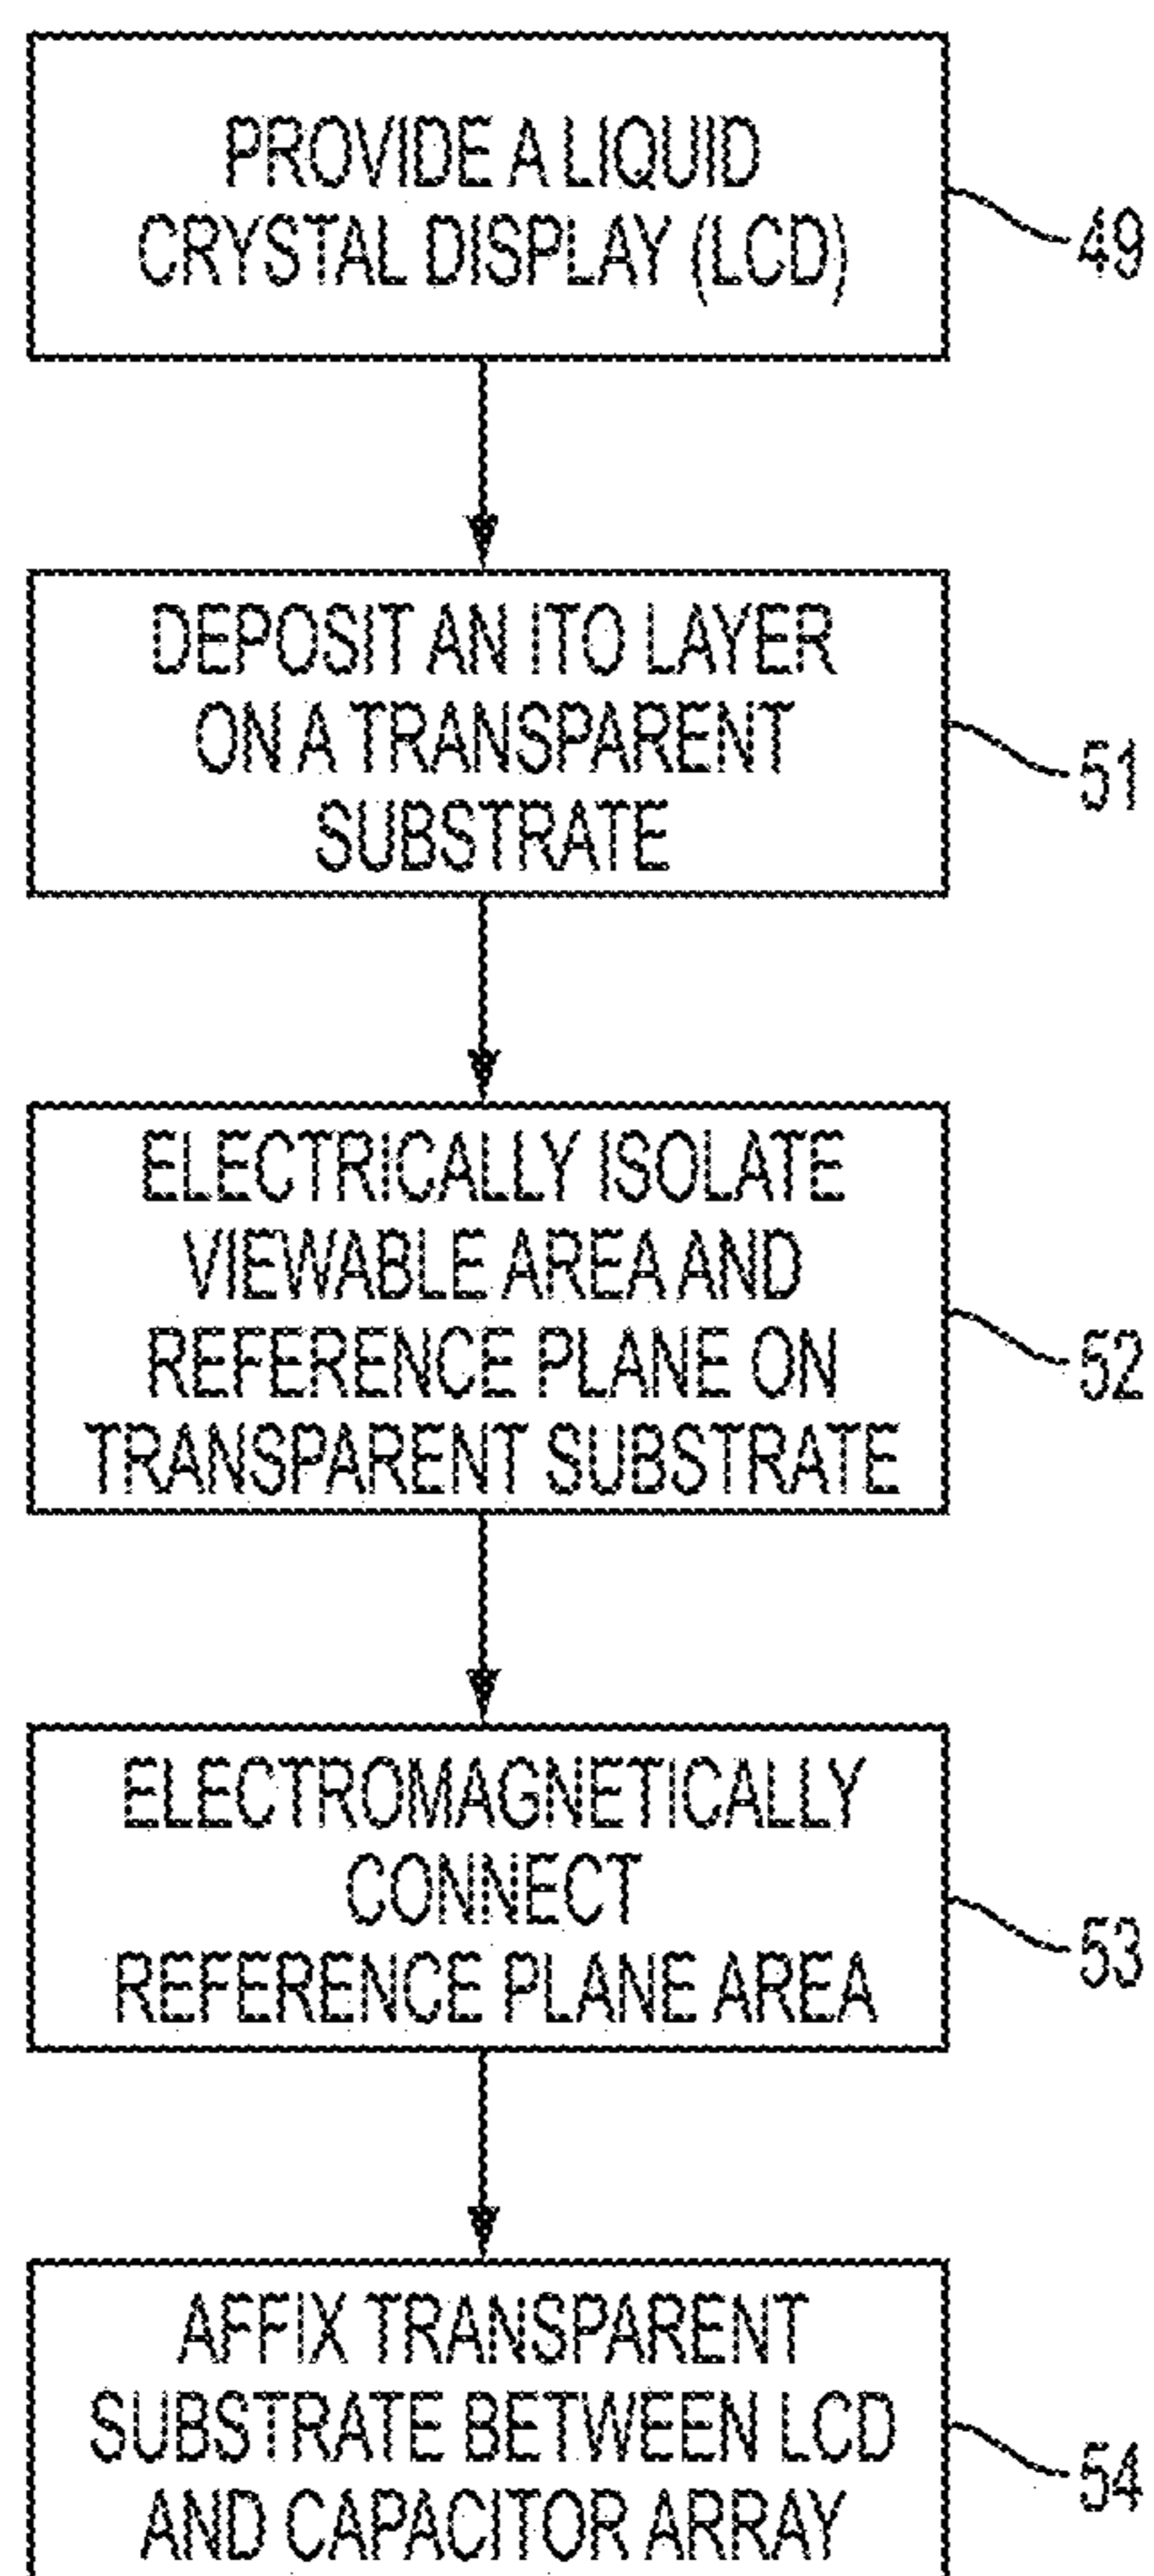 PROVIDE A LIQUID
CRYSTAL DISPLAY (LCD)
49
DEPOSIT AN ITO LAYER
ON A TRANSPARENT
SUBSTRATE
51
ELECTRICALLY ISOLATE
VIEWABLE AREA AND
REFERENCE PLANE ON
TRANSPARENT SUBSTRATE
52
ELECTROMAGNETICALLY
CONNECT
REFERENCE PLANE AREA
53
AFFIX TRANSPARENT
SUBSTRATE BETWEEN LCD
AND CAPACITOR ARRAY
54